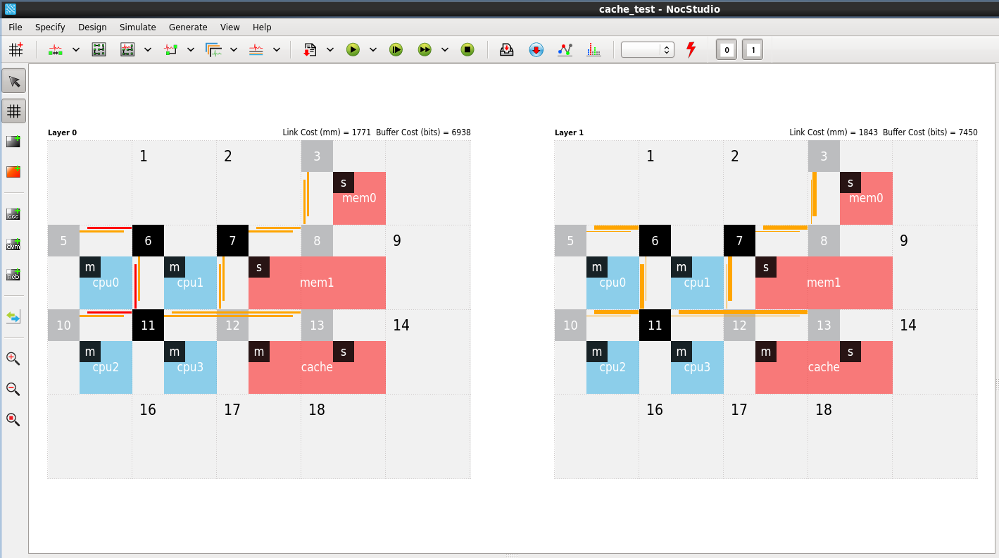 cache_test - NocStudio
File Specify Design Simulate Generate View Help
0 1
ccc
dvm
ncb
Layer 0 Link Cost (mm) = 1771 Buffer Cost (bits) = 6938
1 2 3
s
mem0
5 6 7 8 9
m m s
cpu0 cpu1 mem1
10 11 12 13 14
m m m s
cpu2 cpu3 cache
16 17 18
Layer 1 Link Cost (mm) = 1843 Buffer Cost (bits) = 7450
1 2 3
s
mem0
5 6 7 8 9
m m s
cpu0 cpu1 mem1
10 11 12 13 14
m m m s
cpu2 cpu3 cache
16 17 18